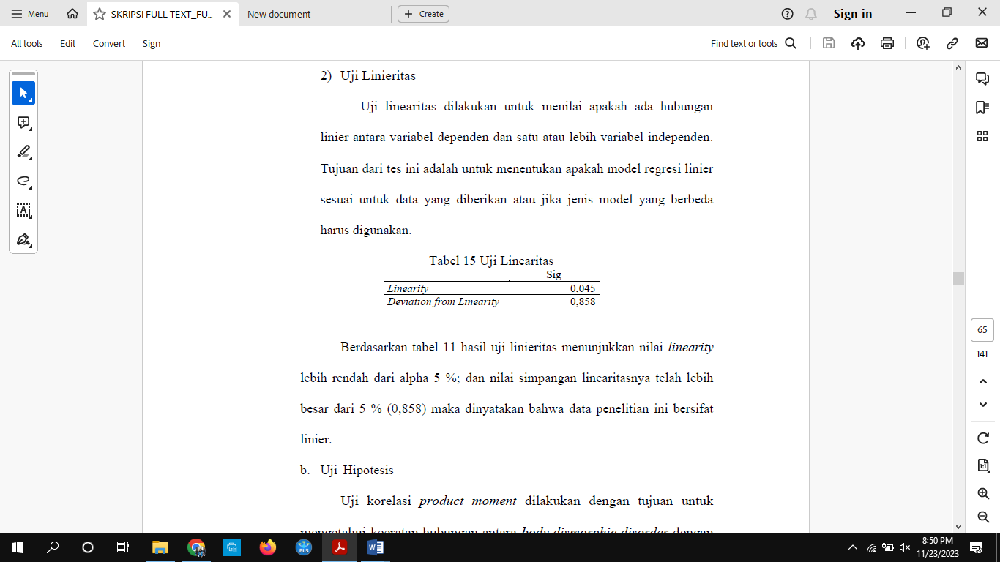 Menu
SKRIPSI FULL TEXT_FU...
New document
Create
Sign in
All tools
Edit
Convert
Sign
Find text or tools
2) Uji Linieritas
Uji linearitas dilakukan untuk menilai apakah ada hubungan
linier antara variabel dependen dan satu atau lebih variabel independen.
Tujuan dari tes ini adalah untuk menentukan apakah model regresi linier
sesuai untuk data yang diberikan atau jika jenis model yang berbeda
harus digunakan.
Tabel 15 Uji Linearitas
Sig
Linearity 0,045
Deviation from Linearity 0,858
Berdasarkan tabel 11 hasil uji linieritas menunjukkan nilai linearity
lebih rendah dari alpha 5 %; dan nilai simpangan linearitasnya telah lebih
besar dari 5 % (0,858) maka dinyatakan bahwa data penelitian ini bersifat
linier.
b. Uji Hipotesis
Uji korelasi product moment dilakukan dengan tujuan untuk
mengetahui keeratan hubungan antara body dismorphic disorder dengan
65
141
1:1
PLS
8:50 PM
11/23/2023